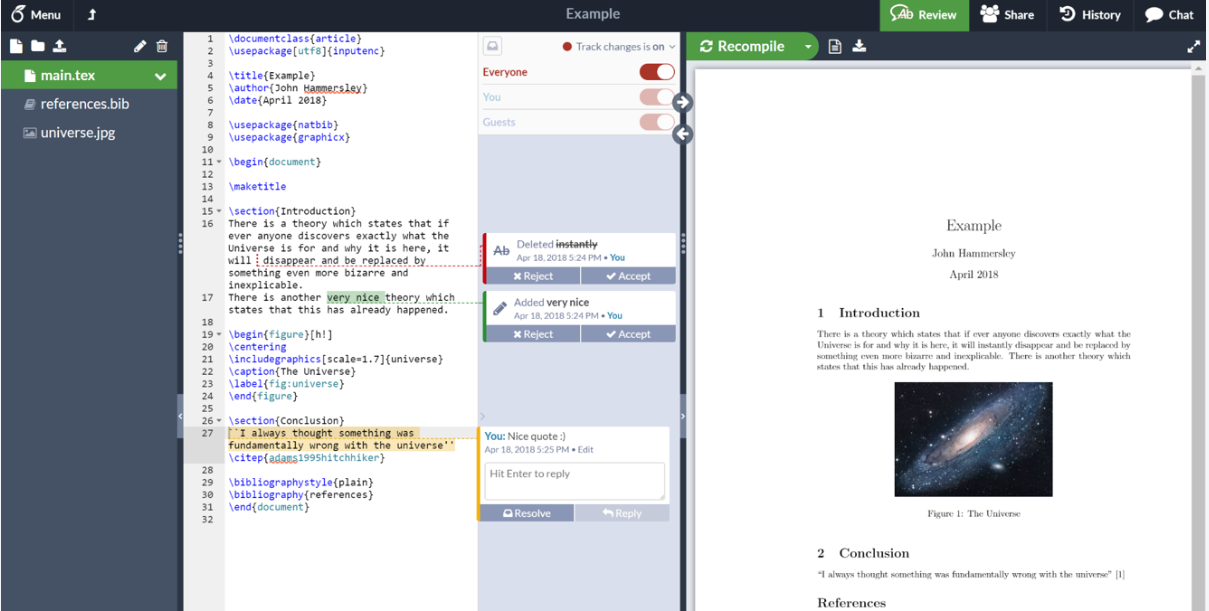 Menu
Example
Review
Share
History
Chat
main.tex
references.bib
universe.jpg
1 \documentclass{article}
2 \usepackage[utf8]{inputenc}
3
4 \title{Example}
5 \author{John Hammersley}
6 \date{April 2018}
7
8 \usepackage{natbib}
9 \usepackage{graphicx}
10
11 \begin{document}
12
13 \maketitle
14
15 \section{Introduction}
16 There is a theory which states that if
ever anyone discovers exactly what the
Universe is for and why it is here, it
will disappear and be replaced by
something even more bizarre and
inexplicable.
17 There is another very nice theory which
states that this has already happened.
18
19 \begin{figure}[h!]
20 \centering
21 \includegraphics[scale=1.7]{universe}
22 \caption{The Universe}
23 \label{fig:universe}
24 \end{figure}
25
26 \section{Conclusion}
27 ``I always thought something was
fundamentally wrong with the universe''
\citep{adams1995hitchhiker}
28
29 \bibliographystyle{plain}
30 \bibliography{references}
31 \end{document}
32
Track changes is on
Everyone
You
Guests
Ab Deleted instantly
Apr 18, 2018 5:24 PM • You
Reject Accept
Added very nice
Apr 18, 2018 5:24 PM • You
Reject Accept
You: Nice quote :)
Apr 18, 2018 5:25 PM • Edit
Hit Enter to reply
Resolve Reply
Recompile
Example
John Hammersley
April 2018
1 Introduction
There is a theory which states that if ever anyone discovers exactly what the
Universe is for and why it is here, it will instantly disappear and be replaced by
something even more bizarre and inexplicable. There is another theory which
states that this has already happened.
Figure 1: The Universe
2 Conclusion
“I always thought something was fundamentally wrong with the universe” [1]
References